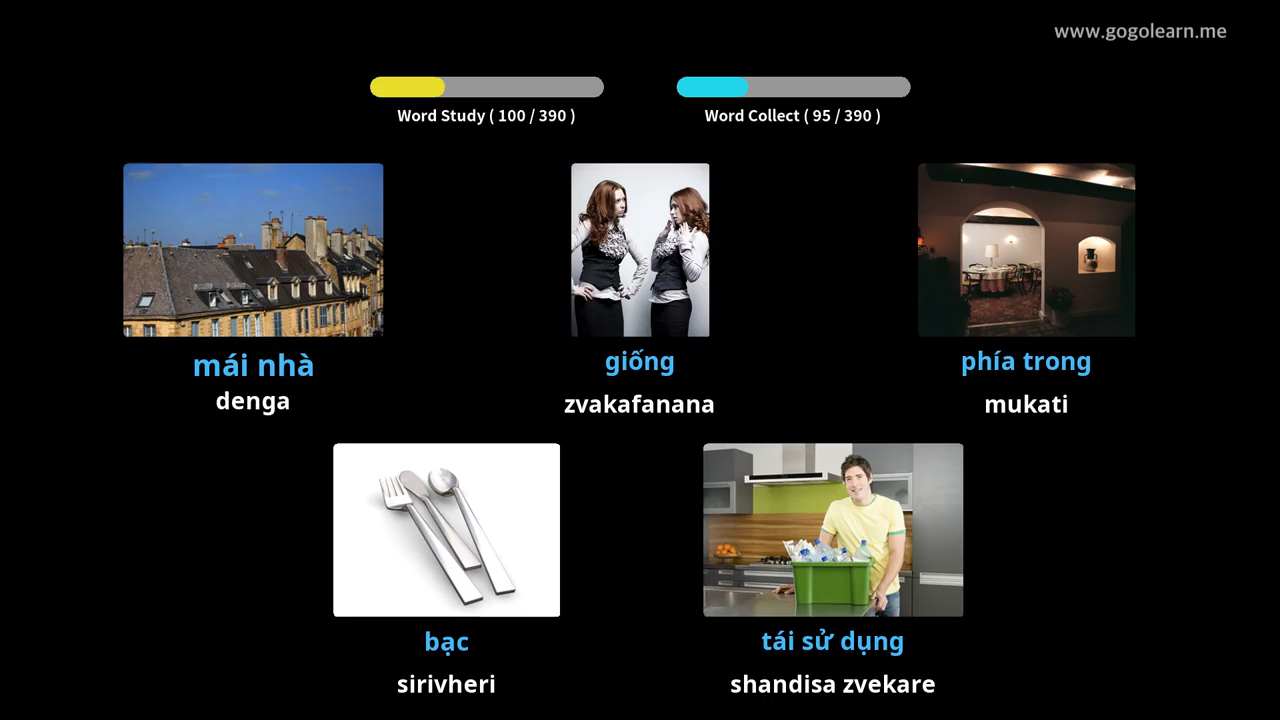 www.gogolearn.me
Word Study ( 100 / 390 )
Word Collect ( 95 / 390 )
mái nhà
denga
giống
zvakafanana
phía trong
mukati
bạc
sirivheri
tái sử dụng
shandisa zvekare